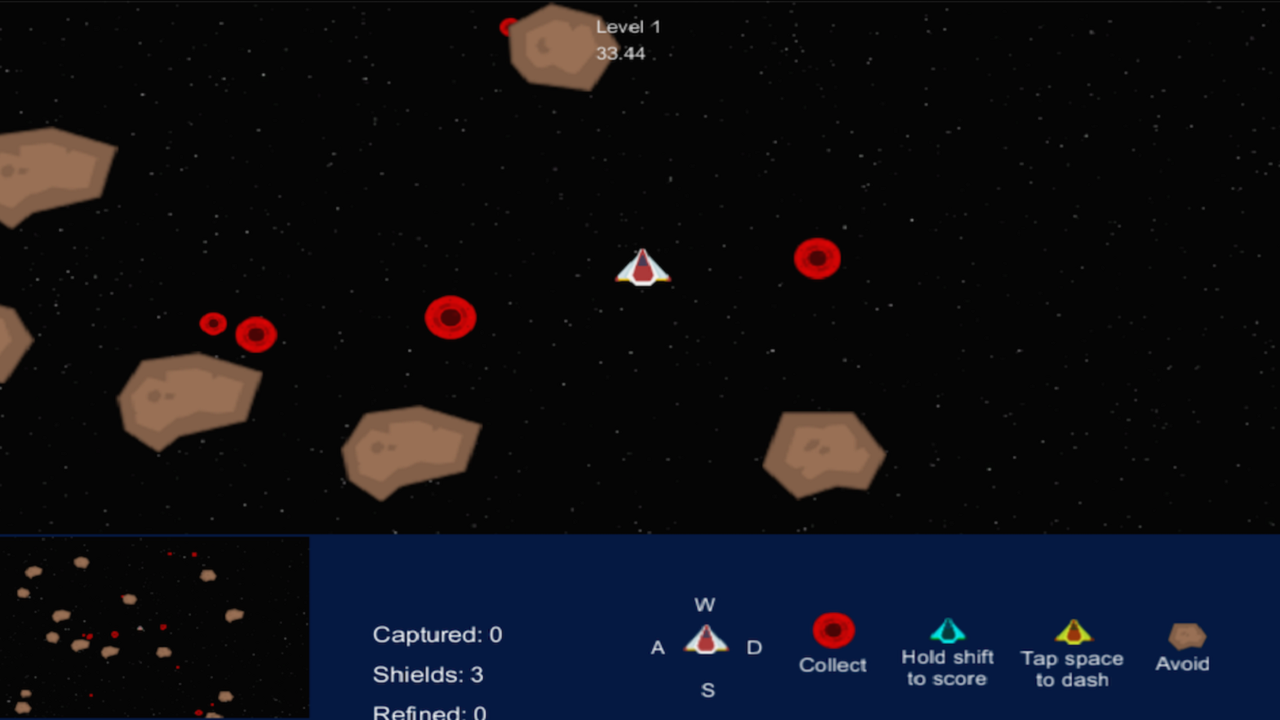 Level 1
33.44
Captured: 0
Shields: 3
Refined: 0
W
A
D
S
Collect
Hold shift
to score
Tap space
to dash
Avoid